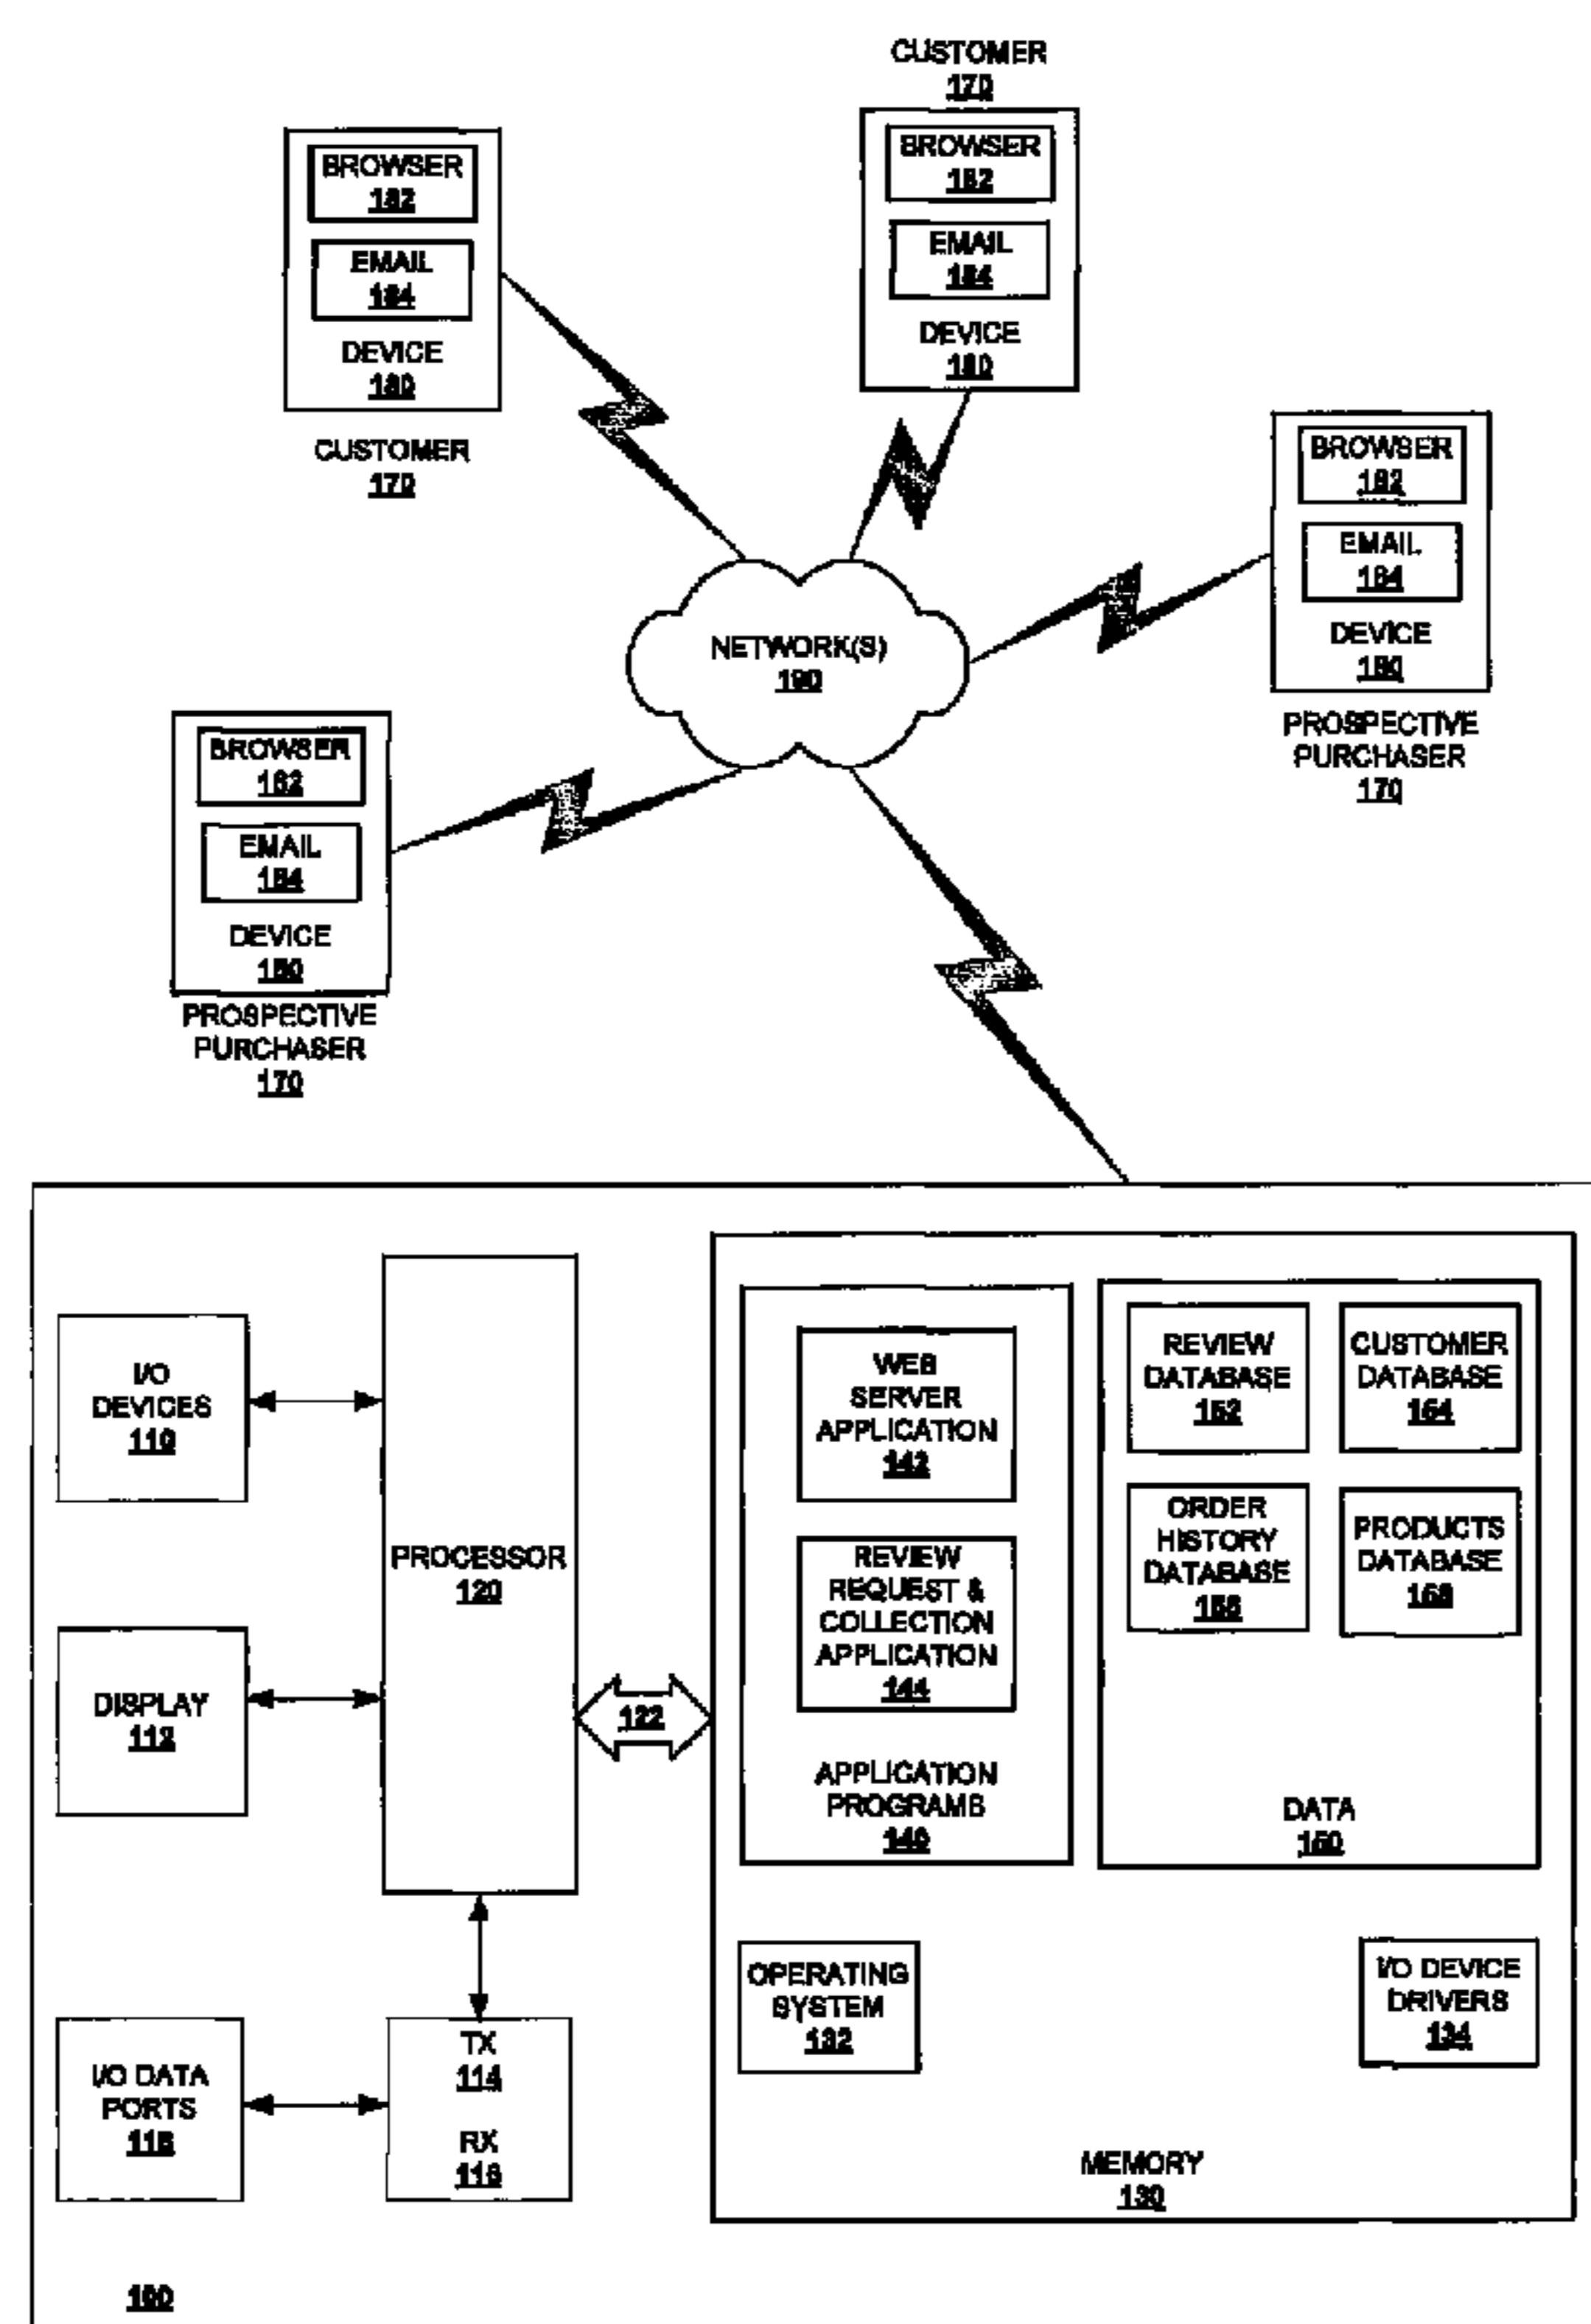 CUSTOMER
170
BROWSER
182
EMAIL
184
DEVICE
180
CUSTOMER
170
BROWSER
182
EMAIL
184
DEVICE
180
BROWSER
182
EMAIL
184
DEVICE
180
PROSPECTIVE
PURCHASER
170
NETWORK(S)
190
BROWSER
182
EMAIL
184
DEVICE
180
PROSPECTIVE
PURCHASER
170
I/O
DEVICES
110
DISPLAY
112
I/O DATA
PORTS
118
PROCESSOR
120
TX
114
RX
116
122
WEB
SERVER
APPLICATION
142
REVIEW
REQUEST &
COLLECTION
APPLICATION
144
APPLICATION
PROGRAMS
140
REVIEW
DATABASE
152
CUSTOMER
DATABASE
154
ORDER
HISTORY
DATABASE
156
PRODUCTS
DATABASE
158
DATA
150
OPERATING
SYSTEM
132
I/O DEVICE
DRIVERS
134
MEMORY
130
100